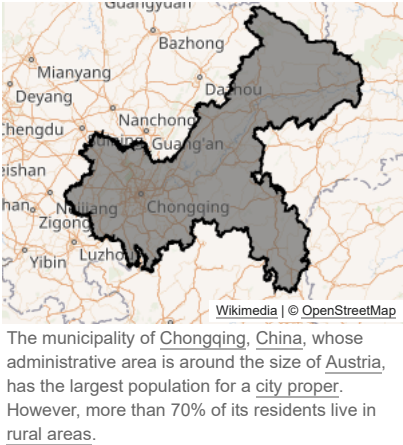 Guangyuan
Bazhong
Mianyang
Deyang
Dazhou
Nanchong
Chengdu
Suining
Guang'an
Neijiang
Chongqing
Zigong
Luzhou
Yibin
Wikimedia | © OpenStreetMap
The municipality of Chongqing, China, whose
administrative area is around the size of Austria,
has the largest population for a city proper.
However, more than 70% of its residents live in
rural areas.